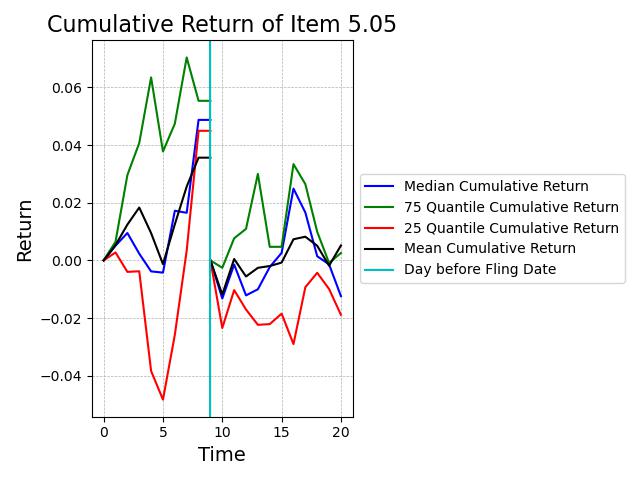 Cumulative Return of Item 5.05
Return
0.06
0.04
0.02
0.00
−0.02
−0.04
0 5 10 15 20
Time
Median Cumulative Return
75 Quantile Cumulative Return
25 Quantile Cumulative Return
Mean Cumulative Return
Day before Fling Date